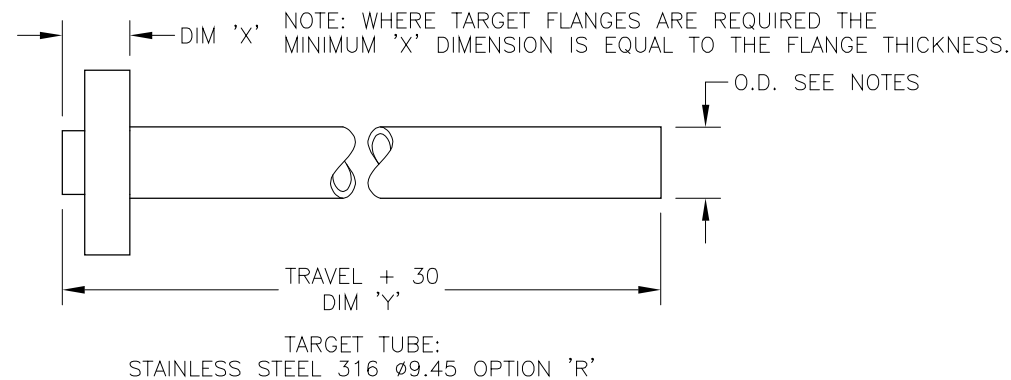 NOTE: WHERE TARGET FLANGES ARE REQUIRED THE
DIM 'X' MINIMUM 'X' DIMENSION IS EQUAL TO THE FLANGE THICKNESS.
O.D. SEE NOTES
TRAVEL + 30
DIM 'Y'
TARGET TUBE:
STAINLESS STEEL 316 Ø9.45 OPTION 'R'